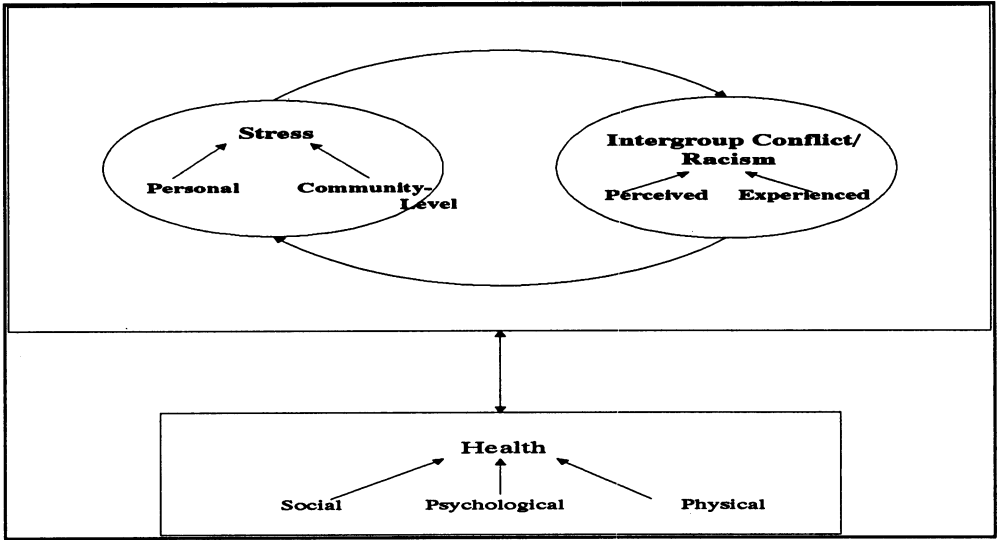 Stress
Personal
Community-
Level
Intergroup Conflict/
Racism
Perceived
Experienced
Health
Social
Psychological
Physical